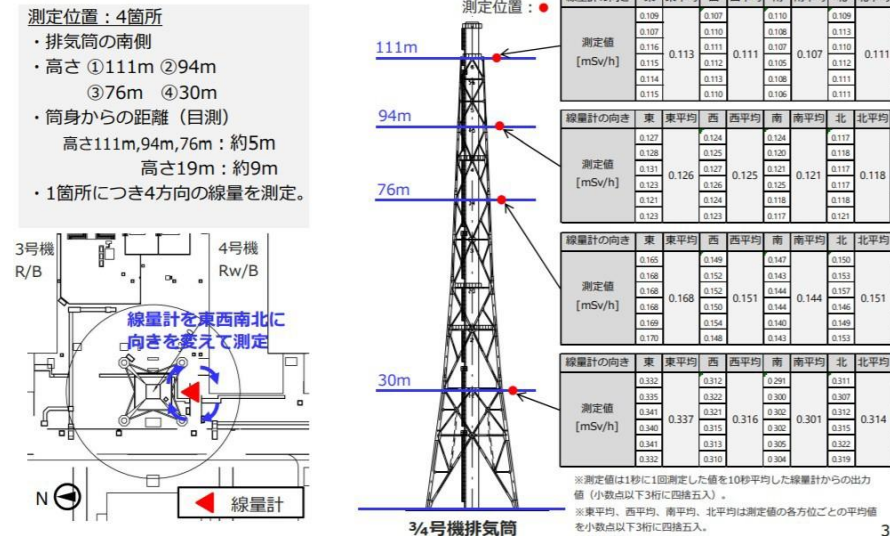 測定位置：4箇所
・排気筒の南側
・高さ ①111m ②94m
③76m ④30m
・筒身からの距離（目測）
高さ111m,94m,76m：約5m
高さ19m：約9m
・1箇所につき4方向の線量を測定。
3号機
R/B
4号機
Rw/B
線量計を東西南北に
向きを変えて測定
N
線量計
測定位置：
111m
94m
76m
30m
3/4号機排気筒
線量計の向き 東 東平均 西 西平均 南 南平均 北 北平均
測定値
[mSv/h]
0.109 0.107 0.110 0.109
0.107 0.110 0.108 0.113
0.116 0.111 0.107 0.110
0.115 0.112 0.105 0.112
0.114 0.113 0.108 0.111
0.115 0.110 0.106 0.111
0.113 0.111 0.107 0.111
線量計の向き 東 東平均 西 西平均 南 南平均 北 北平均
測定値
[mSv/h]
0.127 0.124 0.124 0.117
0.128 0.125 0.120 0.118
0.131 0.127 0.121 0.117
0.123 0.126 0.125 0.117
0.121 0.124 0.118 0.118
0.123 0.123 0.117 0.121
0.126 0.125 0.121 0.118
線量計の向き 東 東平均 西 西平均 南 南平均 北 北平均
測定値
[mSv/h]
0.165 0.149 0.147 0.150
0.168 0.152 0.143 0.153
0.168 0.152 0.144 0.157
0.168 0.150 0.144 0.146
0.169 0.154 0.140 0.149
0.170 0.148 0.143 0.153
0.168 0.151 0.144 0.151
線量計の向き 東 東平均 西 西平均 南 南平均 北 北平均
測定値
[mSv/h]
0.332 0.312 0.291 0.311
0.335 0.322 0.300 0.307
0.341 0.321 0.302 0.312
0.340 0.315 0.302 0.315
0.341 0.313 0.305 0.322
0.332 0.310 0.304 0.319
0.337 0.316 0.301 0.314
※測定値は1秒に1回測定した値を10秒平均した線量計からの出力
値（小数点以下3桁に四捨五入）。
※東平均、西平均、南平均、北平均は測定値の各方位ごとの平均値
を小数点以下3桁に四捨五入。
3